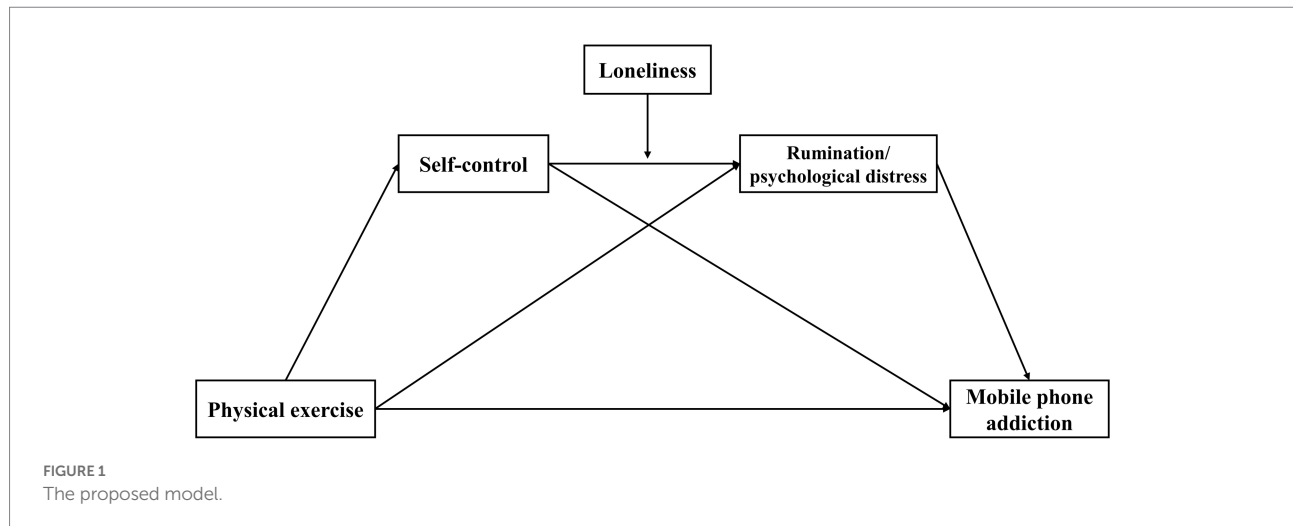 Loneliness
Self-control
Rumination/
psychological distress
Physical exercise
Mobile phone
addiction
FIGURE 1
The proposed model.